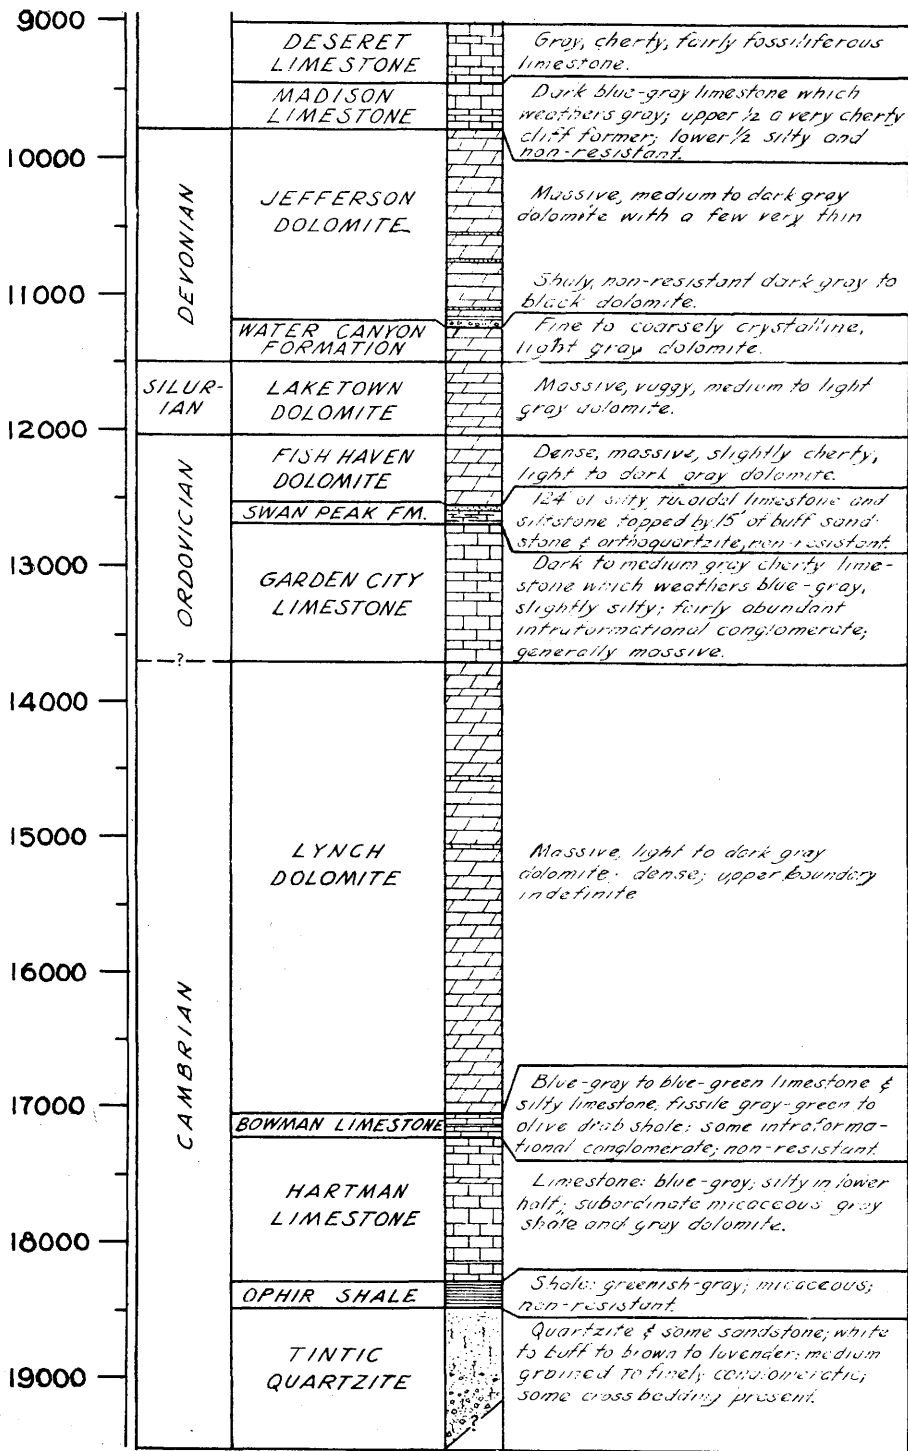 9000
DESERET
LIMESTONE
Gray, cherty, fairly fossiliferous
limestone.
MADISON
LIMESTONE
Dark blue-gray limestone which
weathers gray; upper ½ a very cherty
cliff former; lower ½ silty and
non-resistant.
10000
DEVONIAN
JEFFERSON
DOLOMITE
Massive, medium to dark gray
dolomite with a few very thin
Shaly, non-resistant dark gray to
black dolomite.
11000
WATER CANYON
FORMATION
Fine to coarsely crystalline,
light gray dolomite.
SILUR-
IAN
LAKETOWN
DOLOMITE
Massive, vuggy, medium to light
gray dolomite.
12000
ORDOVICIAN
FISH HAVEN
DOLOMITE
Dense, massive, slightly cherty,
light to dark gray dolomite.
SWAN PEAK FM.
124' of silty, fucoidal limestone and
siltstone topped by 15' of buff sand-
stone & orthoquartzite, non-resistant.
13000
GARDEN CITY
LIMESTONE
Dark to medium gray cherty lime-
stone which weathers blue-gray,
slightly silty; fairly abundant
intraformational conglomerate;
generally massive.
?
14000
15000
LYNCH
DOLOMITE
Massive, light to dark gray
dolomite; dense; upper boundary
indefinite
16000
CAMBRIAN
17000
BOWMAN LIMESTONE
Blue-gray to blue-green limestone &
silty limestone, fissile gray-green to
olive drab shale; some intraforma-
tional conglomerate; non-resistant.
HARTMAN
LIMESTONE
Limestone: blue-gray; silty in lower
half; subordinate micaceous gray
shale and gray dolomite.
18000
OPHIR SHALE
Shale: greenish-gray; micaceous;
non-resistant.
TINTIC
QUARTZITE
Quartzite & some sandstone; white
to buff to brown to lavender; medium
grained to finely conglomeratic;
some cross bedding present.
19000
?